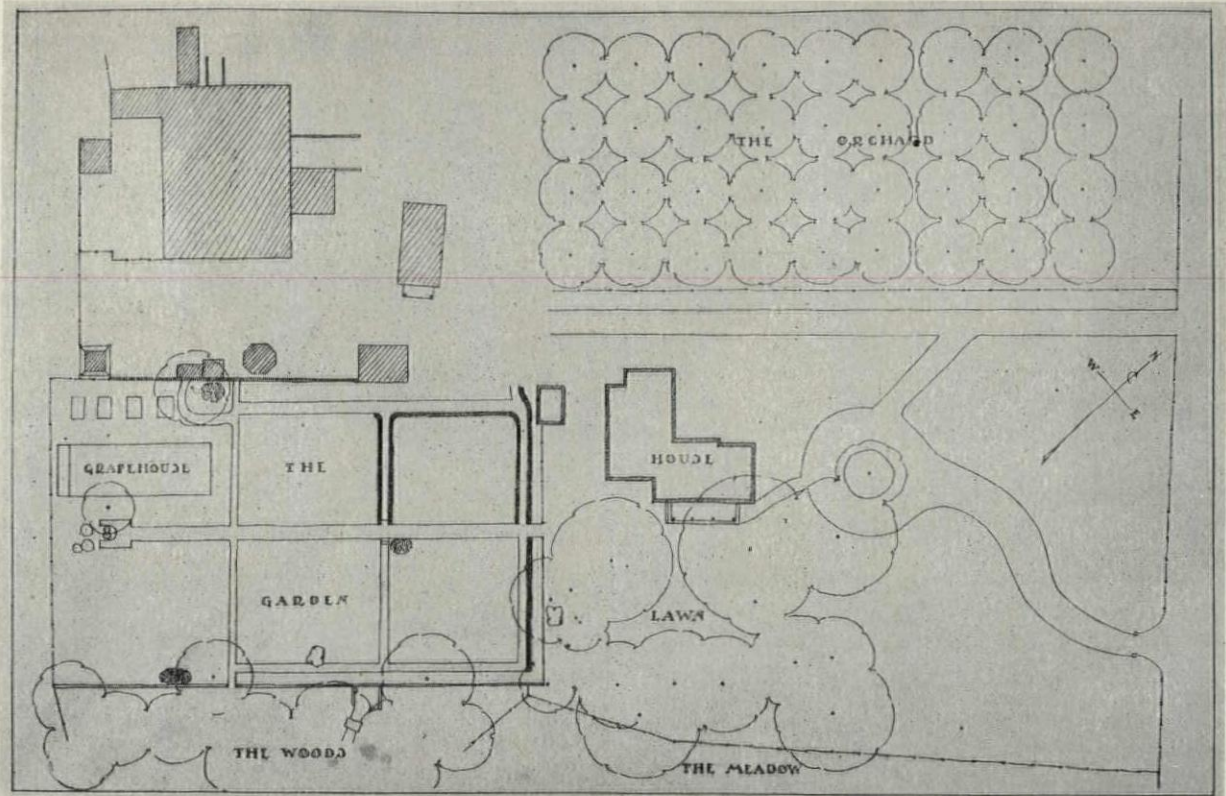 THE ORCHARD
W N
E
GRAPEHOUSE
THE
HOUSE
GARDEN
LAWN
THE WOODS
THE MEADOW